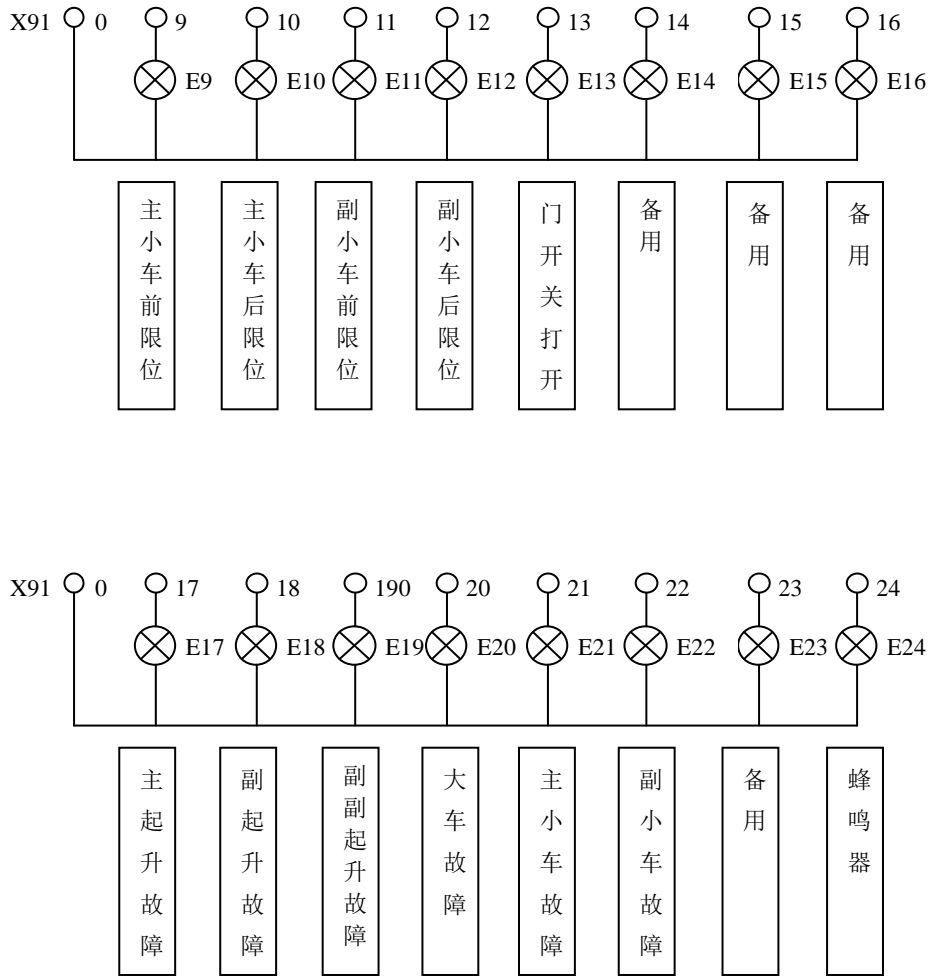 X91 0 9 10 11 12 13 14 15 16
E9 E10 E11 E12 E13 E14 E15 E16
主小车前限位
主小车后限位
副小车前限位
副小车后限位
门开关打开
备用
备用
备用
X91 0 17 18 190 20 21 22 23 24
E17 E18 E19 E20 E21 E22 E23 E24
主起升故障
副起升故障
副副起升故障
大车故障
主小车故障
副小车故障
备用
蜂鸣器